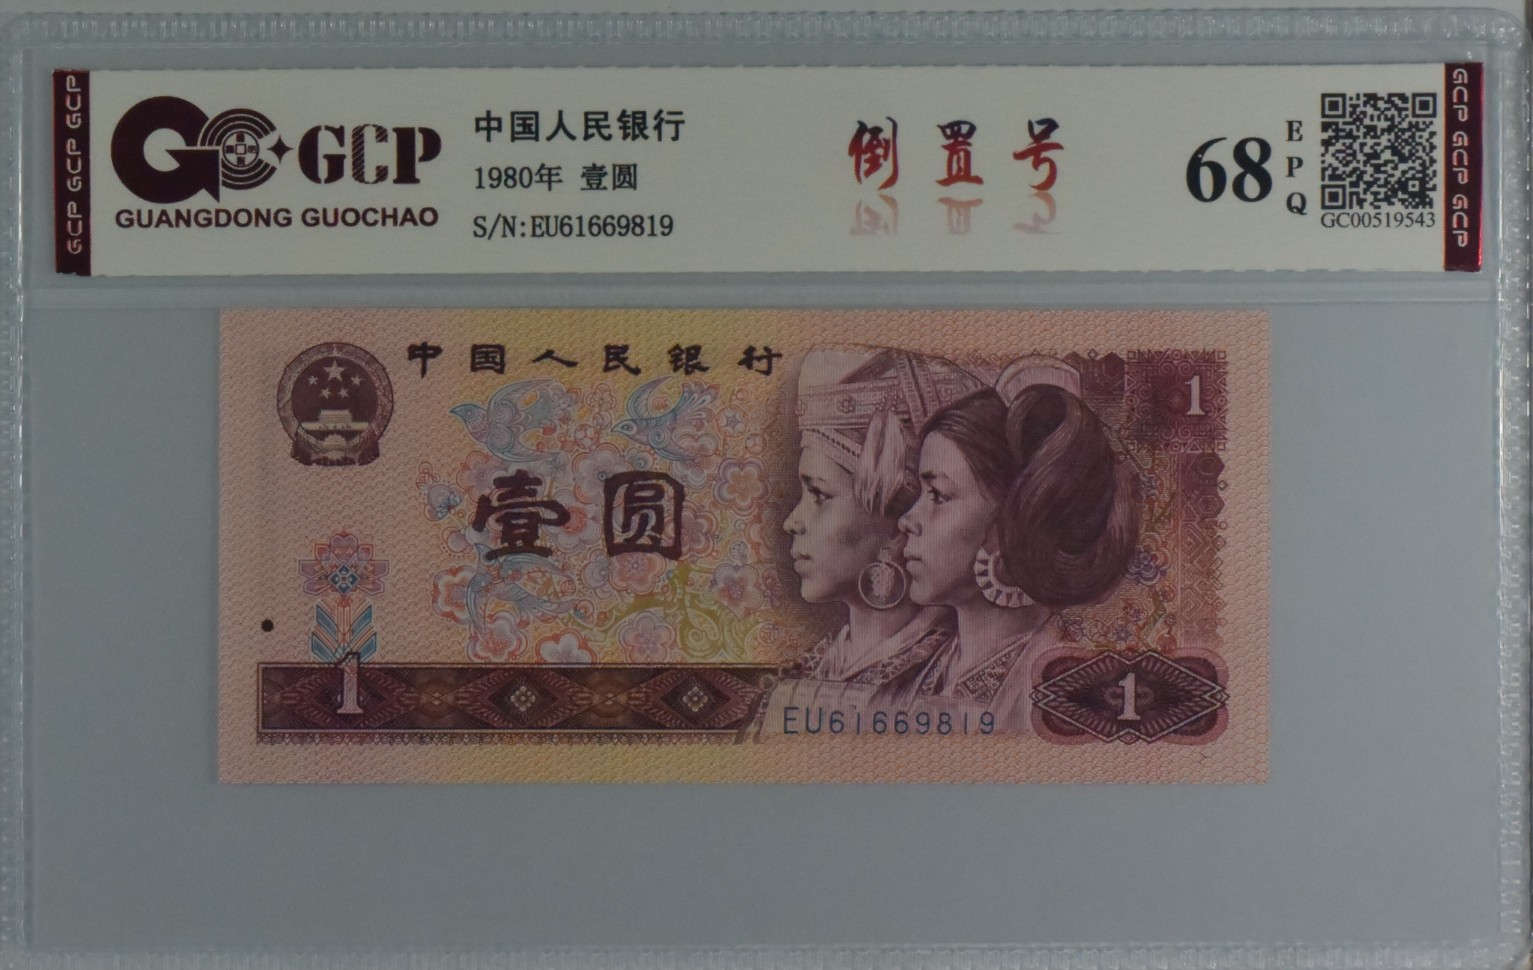 GCP GCP GCP
GCP
GUANGDONG GUOCHAO
中国人民银行
1980年 壹圆
S/N:EU61669819
倒置号
68
EPQ
GC00519543
GCP GCP GCP
中国人民银行
1
壹圆
1
EU61669819
1